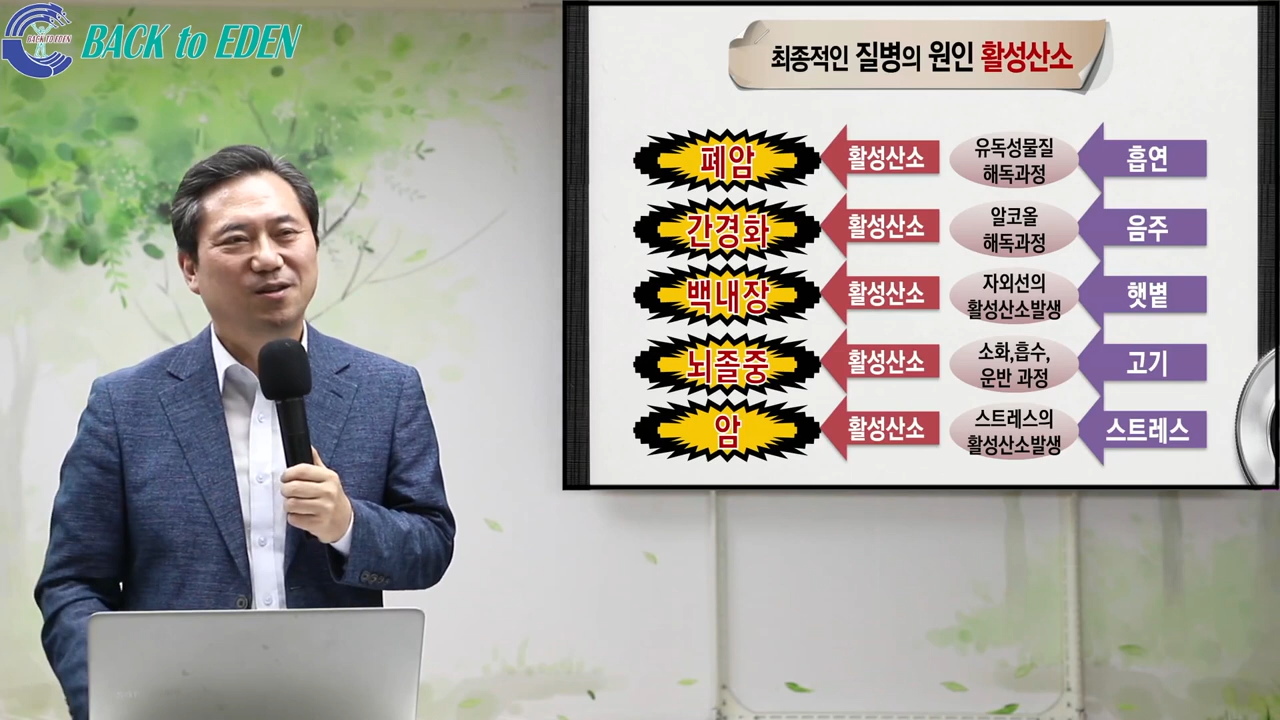 BACK to EDEN
BACK TO EDEN
최종적인 질병의 원인 활성산소
폐암 활성산소 유독성물질 해독과정 흡연
간경화 활성산소 알코올 해독과정 음주
백내장 활성산소 자외선의 활성산소발생 햇볕
뇌졸중 활성산소 소화,흡수, 운반 과정 고기
암 활성산소 스트레스의 활성산소발생 스트레스